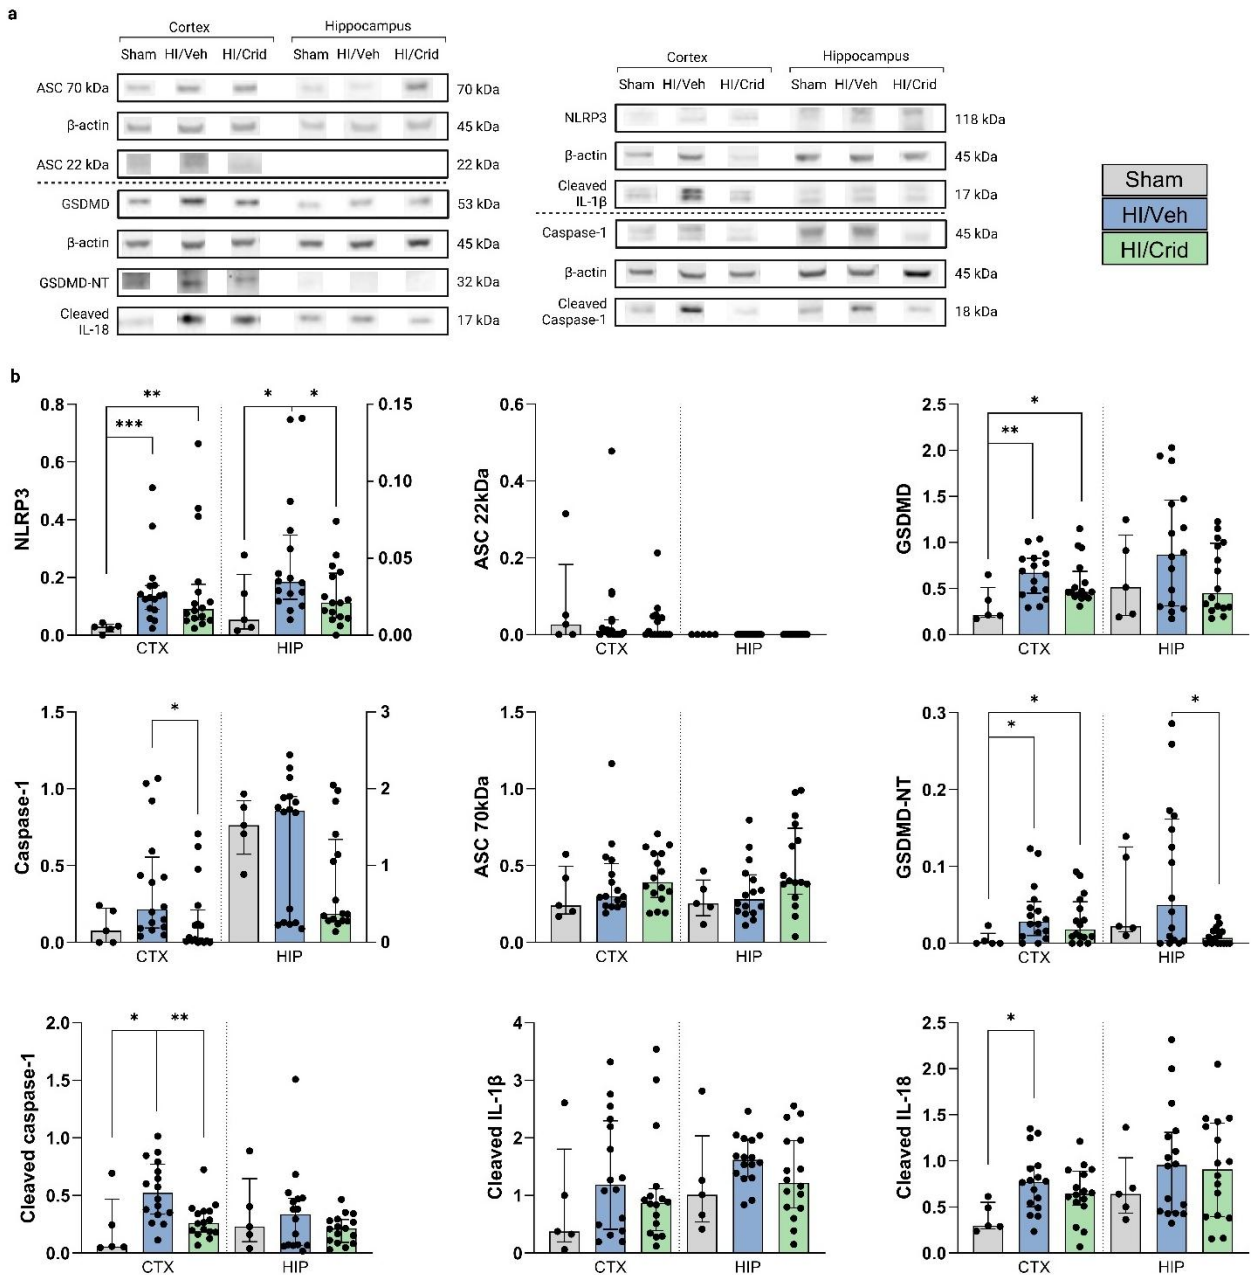 a
Cortex Hippocampus
Sham HI/Veh HI/Crid Sham HI/Veh HI/Crid
ASC 70 kDa 70 kDa
β-actin 45 kDa
ASC 22 kDa 22 kDa
GSDMD 53 kDa
β-actin 45 kDa
GSDMD-NT 32 kDa
Cleaved
IL-18 17 kDa
Cortex Hippocampus
Sham HI/Veh HI/Crid Sham HI/Veh HI/Crid
NLRP3 118 kDa
β-actin 45 kDa
Cleaved
IL-1β 17 kDa
Caspase-1 45 kDa
β-actin 45 kDa
Cleaved
Caspase-1 18 kDa
Sham
HI/Veh
HI/Crid
b
NLRP3
0.8
0.6
0.4
0.2
0.0
** * *
***
0.15
0.10
0.05
0.00
CTX HIP
ASC 22kDa
0.6
0.4
0.2
0.0
CTX HIP
GSDMD
2.5
2.0
1.5
1.0
0.5
0.0
*
**
CTX HIP
Caspase-1
1.5
1.0
0.5
0.0
*
3
2
1
0
CTX HIP
ASC 70kDa
1.5
1.0
0.5
0.0
CTX HIP
GSDMD-NT
0.3
0.2
0.1
0.0
* *
*
CTX HIP
Cleaved caspase-1
2.0
1.5
1.0
0.5
0.0
* **
CTX HIP
Cleaved IL-1β
4
3
2
1
0
CTX HIP
Cleaved IL-18
2.5
2.0
1.5
1.0
0.5
0.0
*
CTX HIP